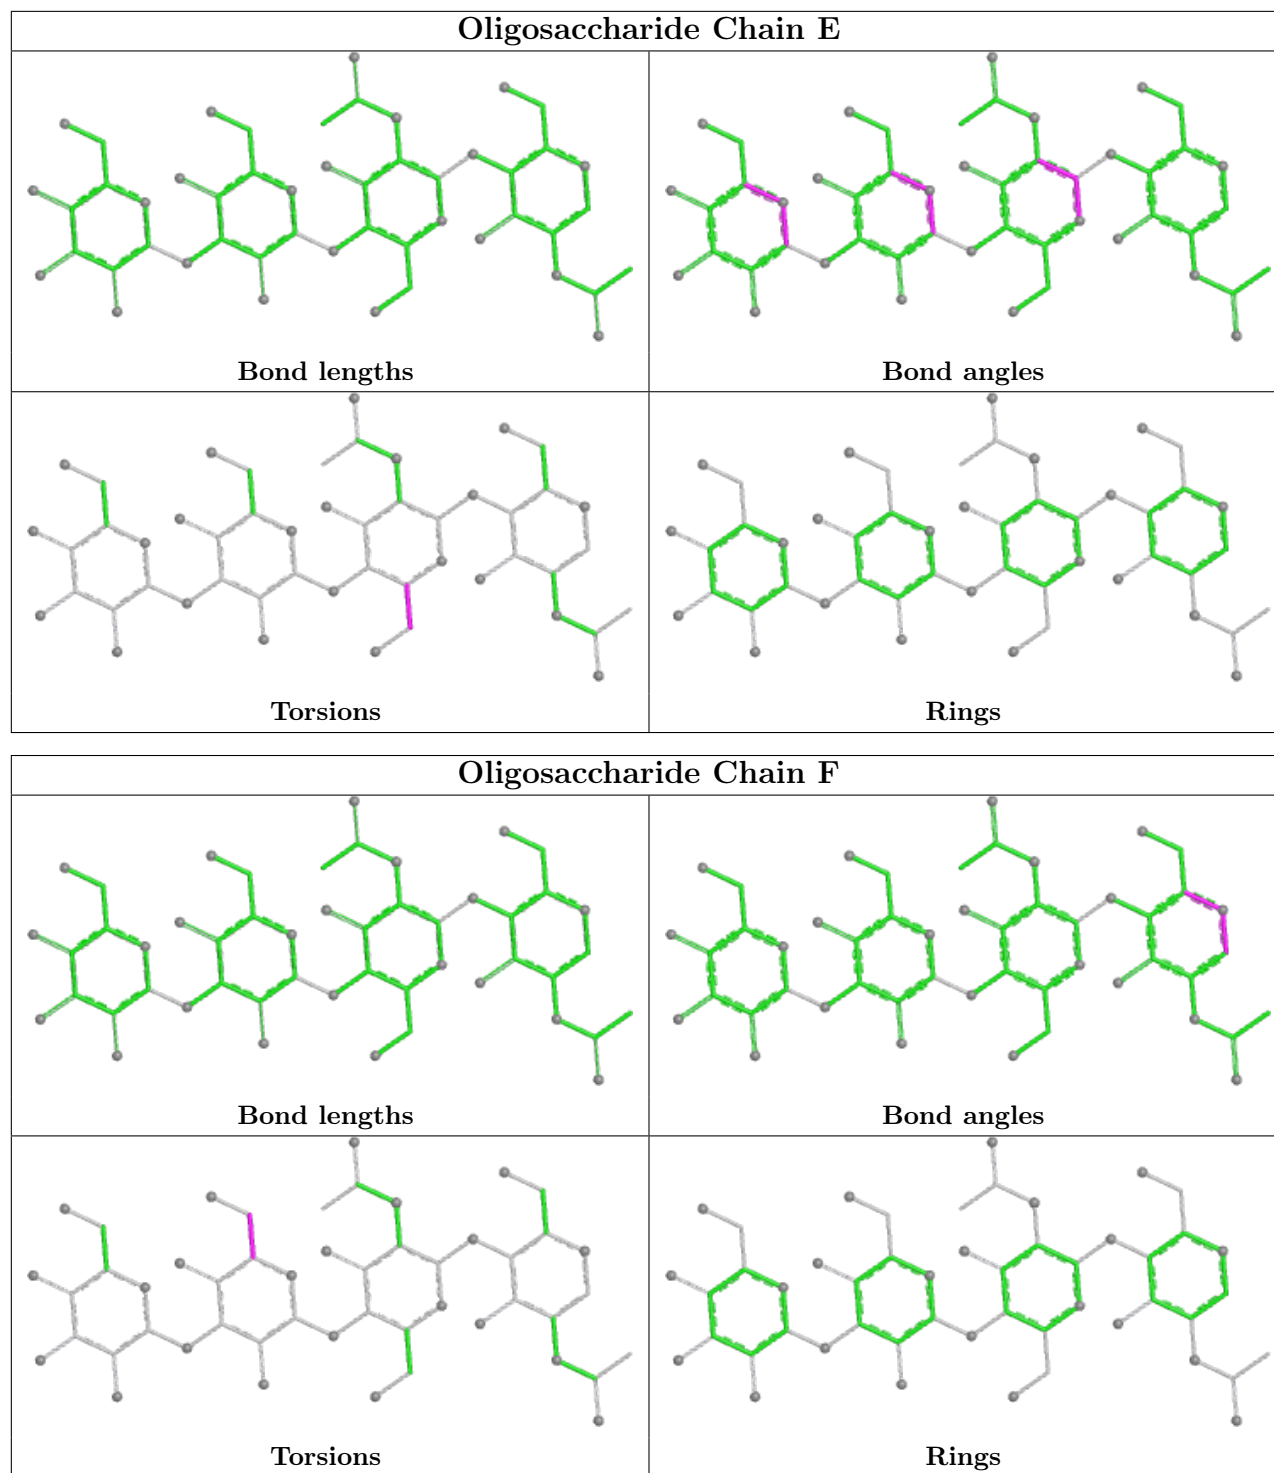 Oligosaccharide Chain E
Bond lengths
Bond angles
Torsions
Rings
Oligosaccharide Chain F
Bond lengths
Bond angles
Torsions
Rings